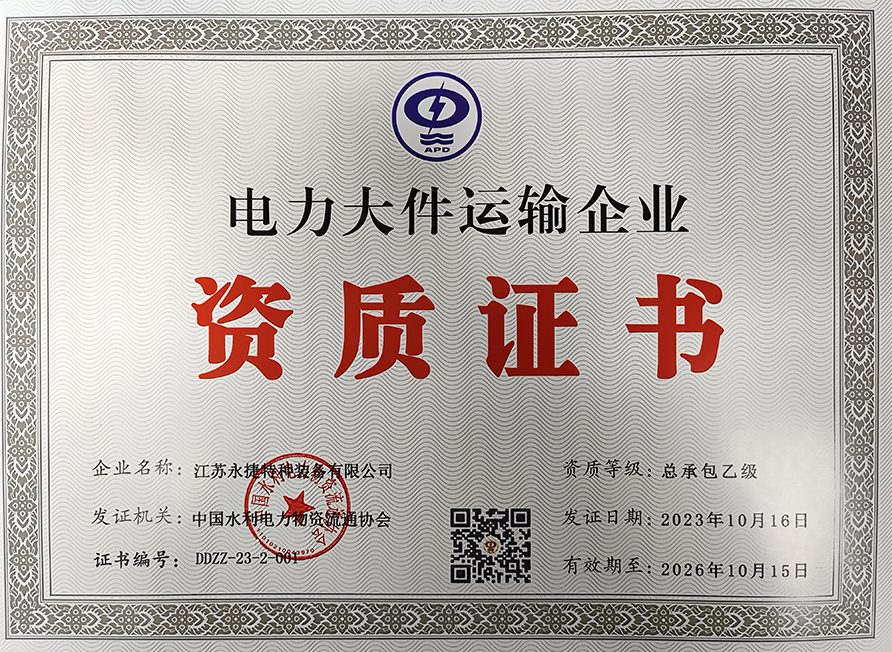 APD
电力大件运输企业
资质证书
企业名称：江苏永捷特种装备有限公司
资质等级：总承包乙级
发证机关：中国水利电力物资流通协会
发证日期：2023年10月16日
证书编号：DDZZ-23-2-001
有效期至：2026年10月15日